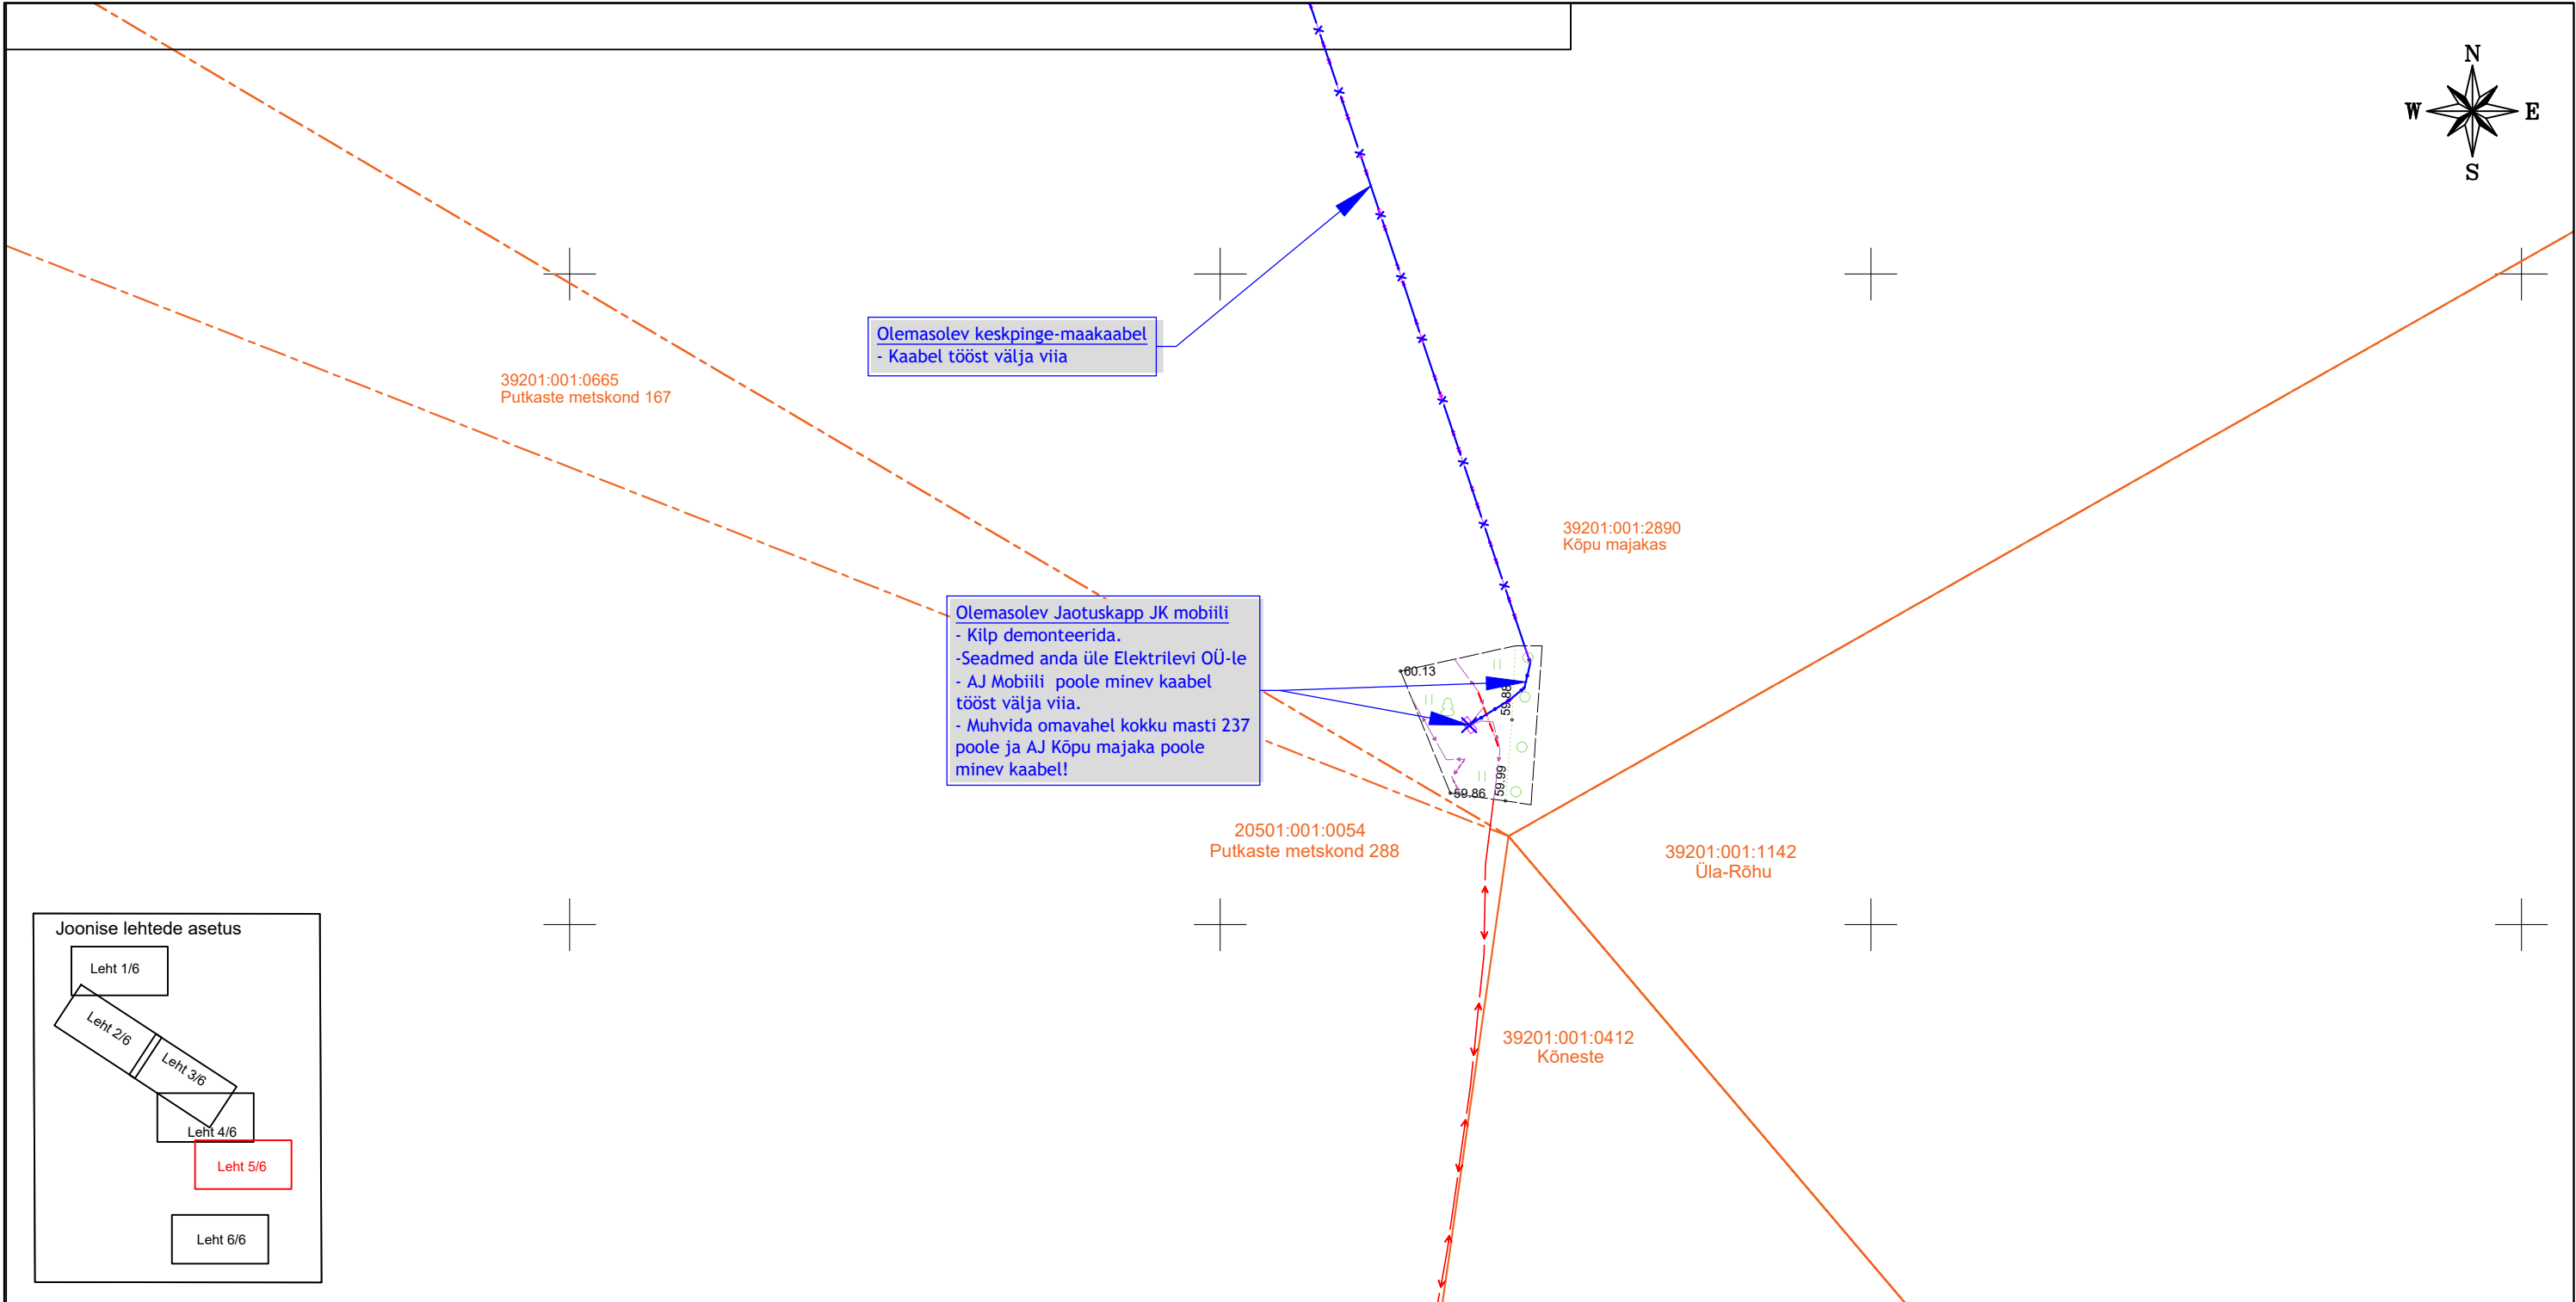 N
W E
S
Olemasolev keskpinge-maakaabel
- Kaabel tööst välja viia
39201:001:0665
Putkaste metskond 167
39201:001:2890
Kõpu majakas
Olemasolev Jaotuskapp JK mobiili
- Kilp demonteerida.
-Seadmed anda üle Elektrilevi OÜ-le
- AJ Mobiili poole minev kaabel
tööst välja viia.
- Muhvida omavahel kokku masti 237
poole ja AJ Kõpu majaka poole
minev kaabel!
60.13
59.88
59.99
59.86
20501:001:0054
Putkaste metskond 288
39201:001:1142
Üla-Rõhu
39201:001:0412
Kõneste
Joonise lehtede asetus
Leht 1/6
Leht 2/6
Leht 3/6
Leht 4/6
Leht 5/6
Leht 6/6